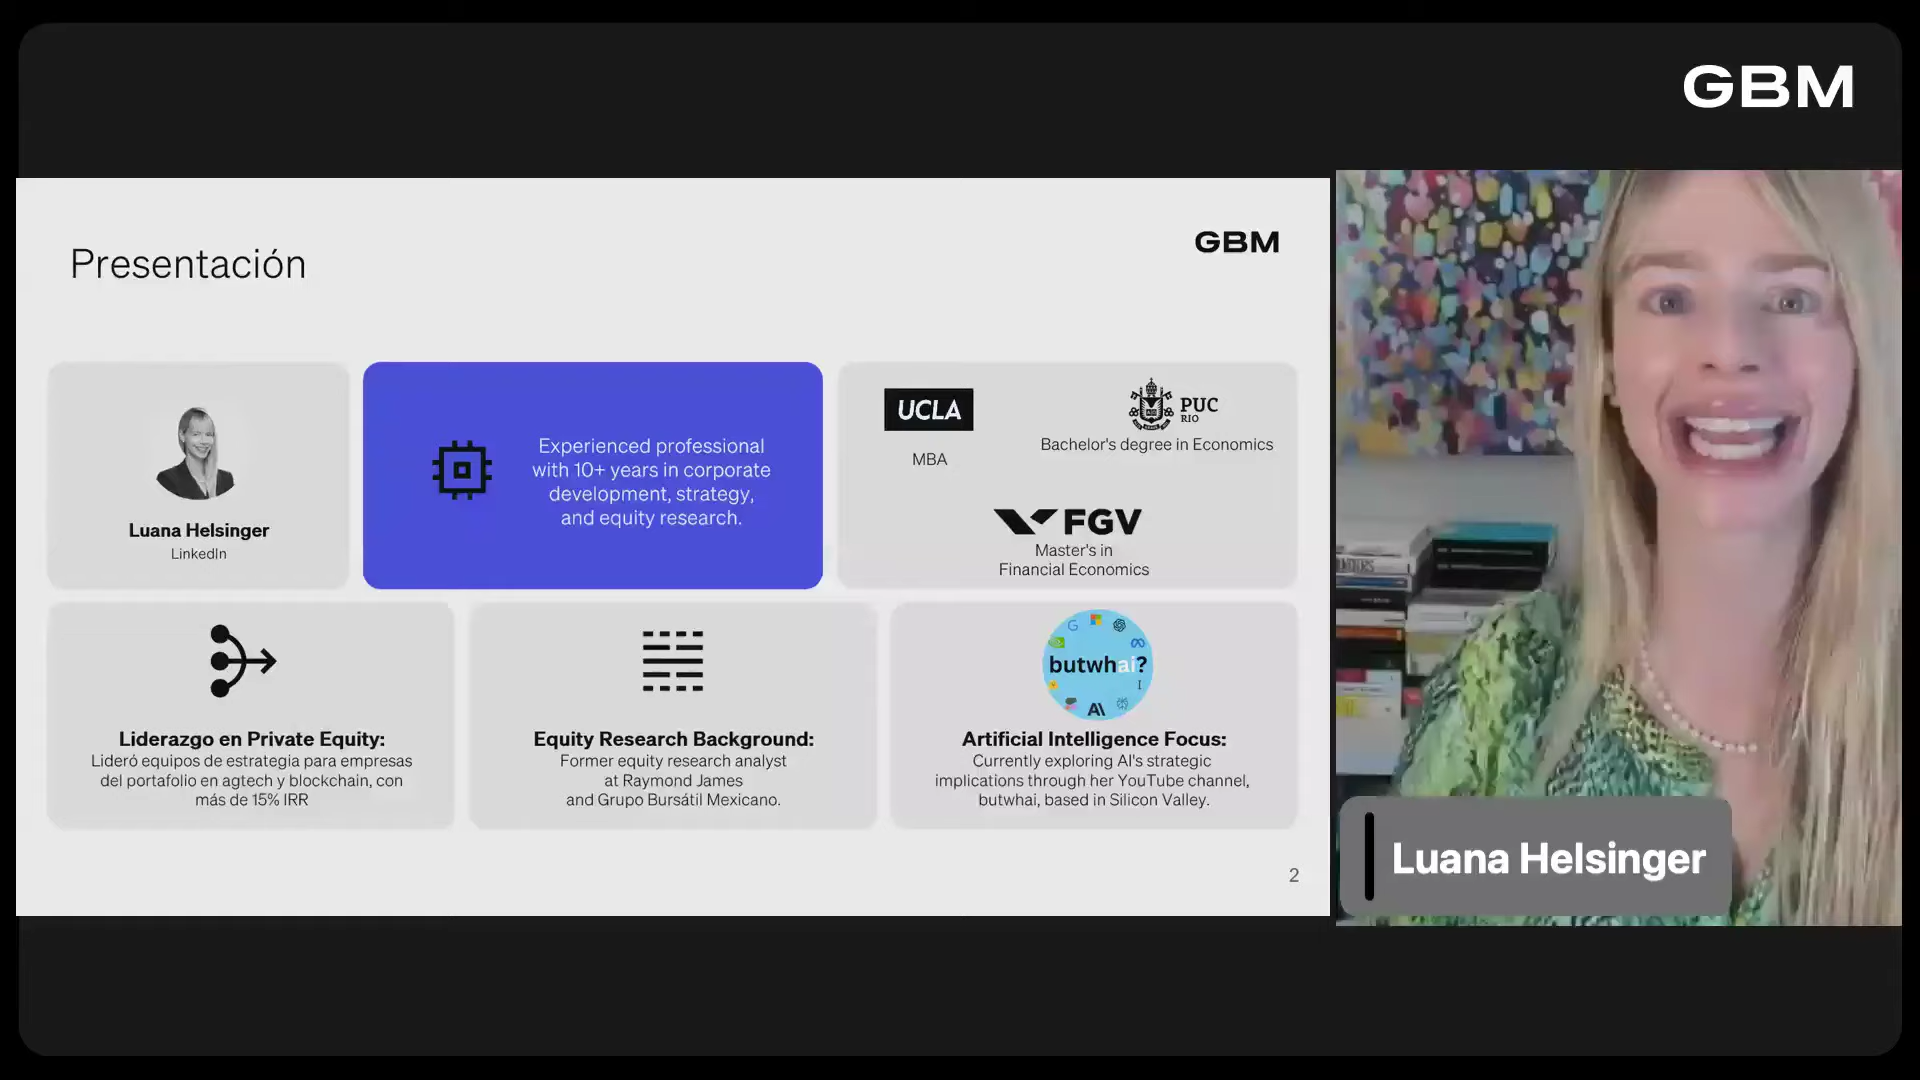 GBM
Presentación
GBM
Luana Helsinger
LinkedIn
Experienced professional
with 10+ years in corporate
development, strategy,
and equity research.
UCLA
MBA
PUC
RIO
Bachelor's degree in Economics
FGV
Master's in
Financial Economics
Liderazgo en Private Equity:
Lideró equipos de estrategia para empresas
del portafolio en agtech y blockchain, con
más de 15% IRR
Equity Research Background:
Former equity research analyst
at Raymond James
and Grupo Bursátil Mexicano.
butwhai?
Artificial Intelligence Focus:
Currently exploring AI's strategic
implications through her YouTube channel,
butwhai, based in Silicon Valley.
2
Luana Helsinger